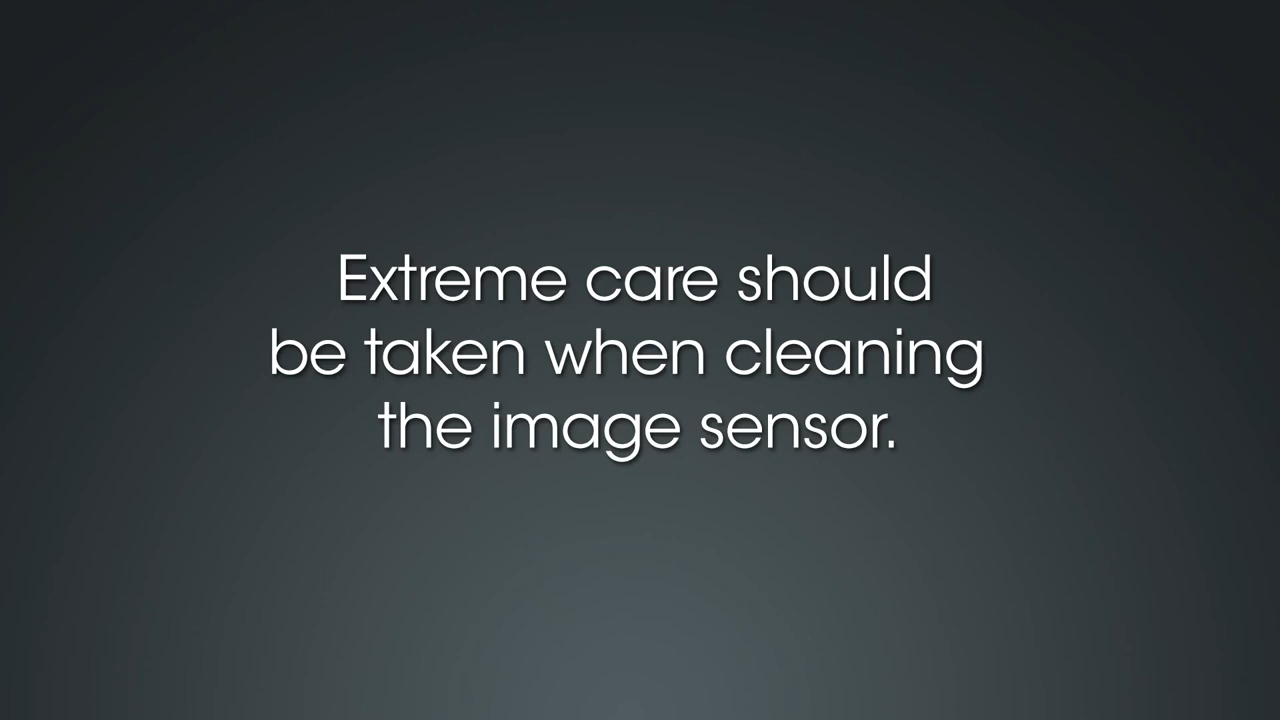 Extreme care should
be taken when cleaning
the image sensor.